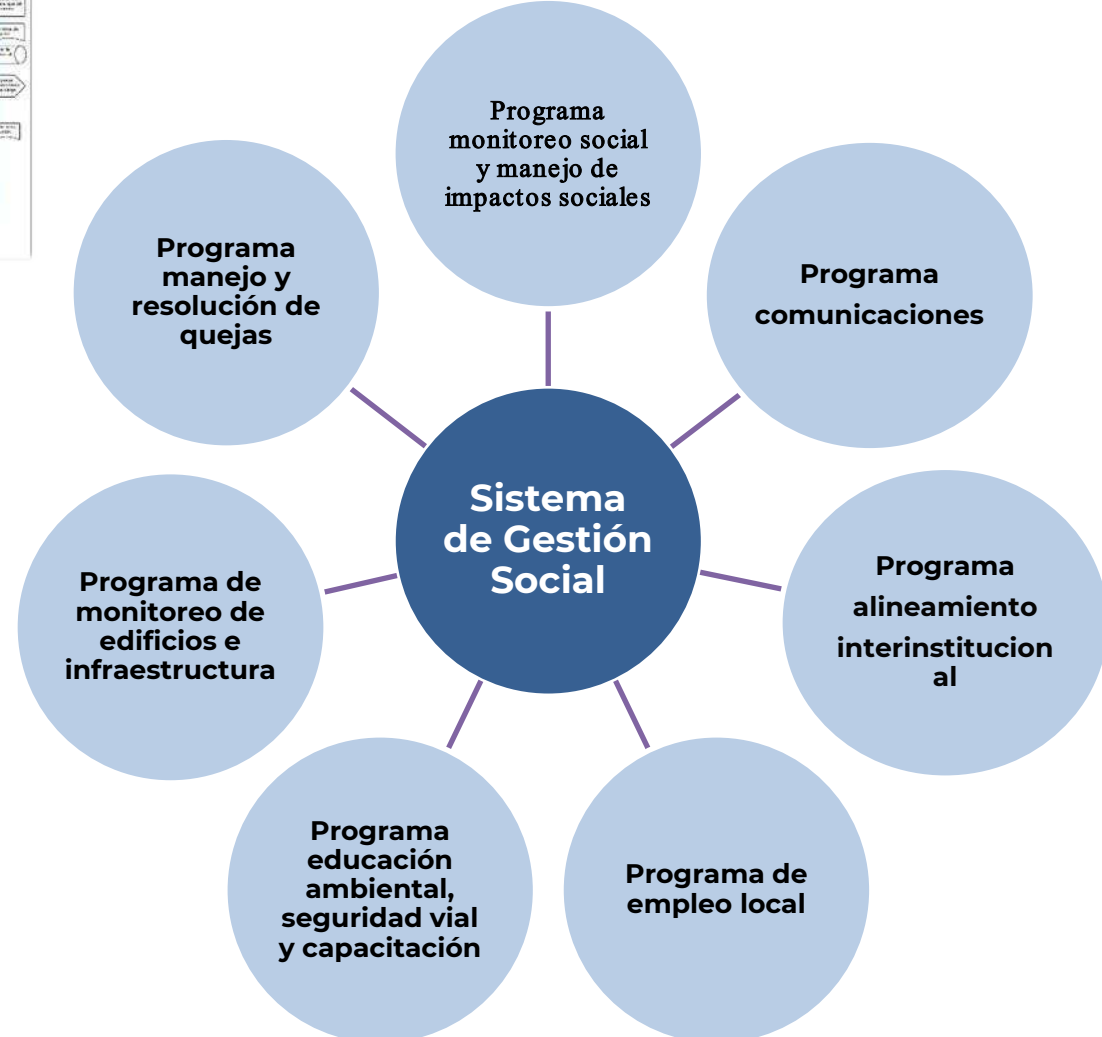 Programa
monitoreo social
y manejo de
impactos sociales
Programa
comunicaciones
Programa
alineamiento
interinstitucion
al
Programa de
empleo local
Programa
educación
ambiental,
seguridad vial
y capacitación
Programa de
monitoreo de
edificios e
infraestructura
Programa
manejo y
resolución de
quejas
Sistema
de Gestión
Social